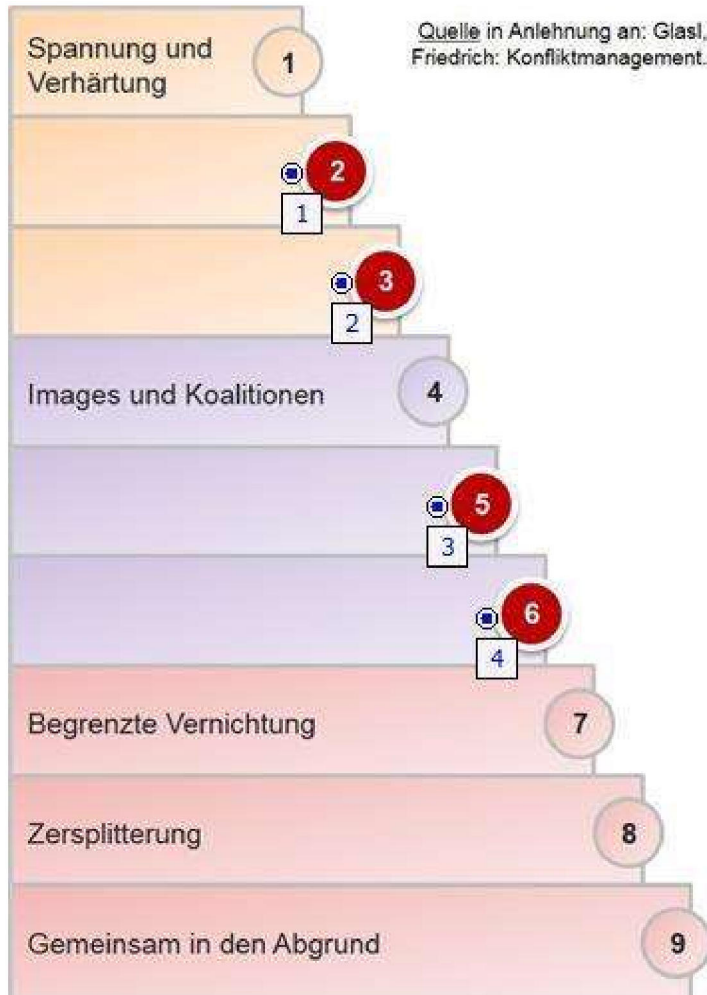 Quelle in Anlehnung an: Glasl,
Friedrich: Konfliktmanagement.
Spannung und
Verhärtung
1
2
1
3
2
Images und Koalitionen
4
5
3
6
4
Begrenzte Vernichtung
7
Zersplitterung
8
Gemeinsam in den Abgrund
9